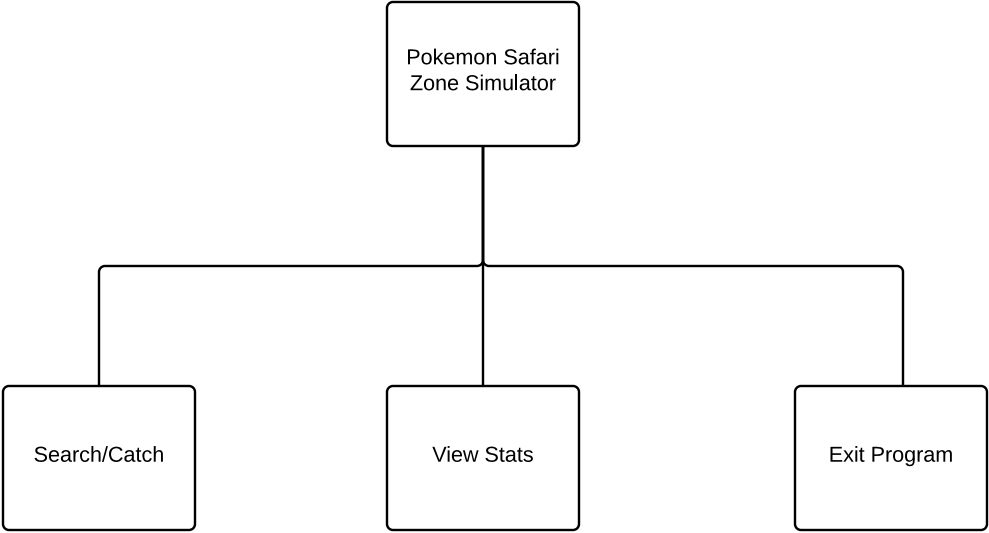 Pokemon Safari
Zone Simulator
Search/Catch
View Stats
Exit Program